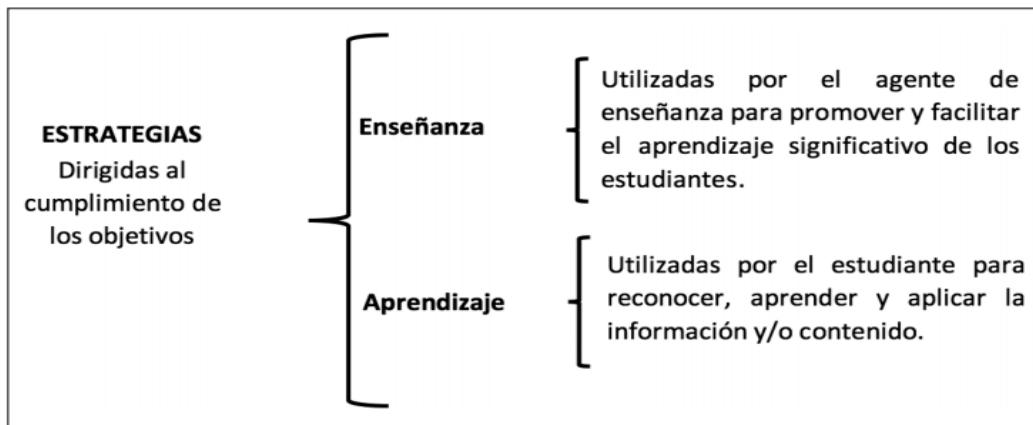 ESTRATEGIAS
Dirigidas al
cumplimiento de
los objetivos
Enseñanza
Utilizadas por el agente de
enseñanza para promover y facilitar
el aprendizaje significativo de los
estudiantes.
Aprendizaje
Utilizadas por el estudiante para
reconocer, aprender y aplicar la
información y/o contenido.